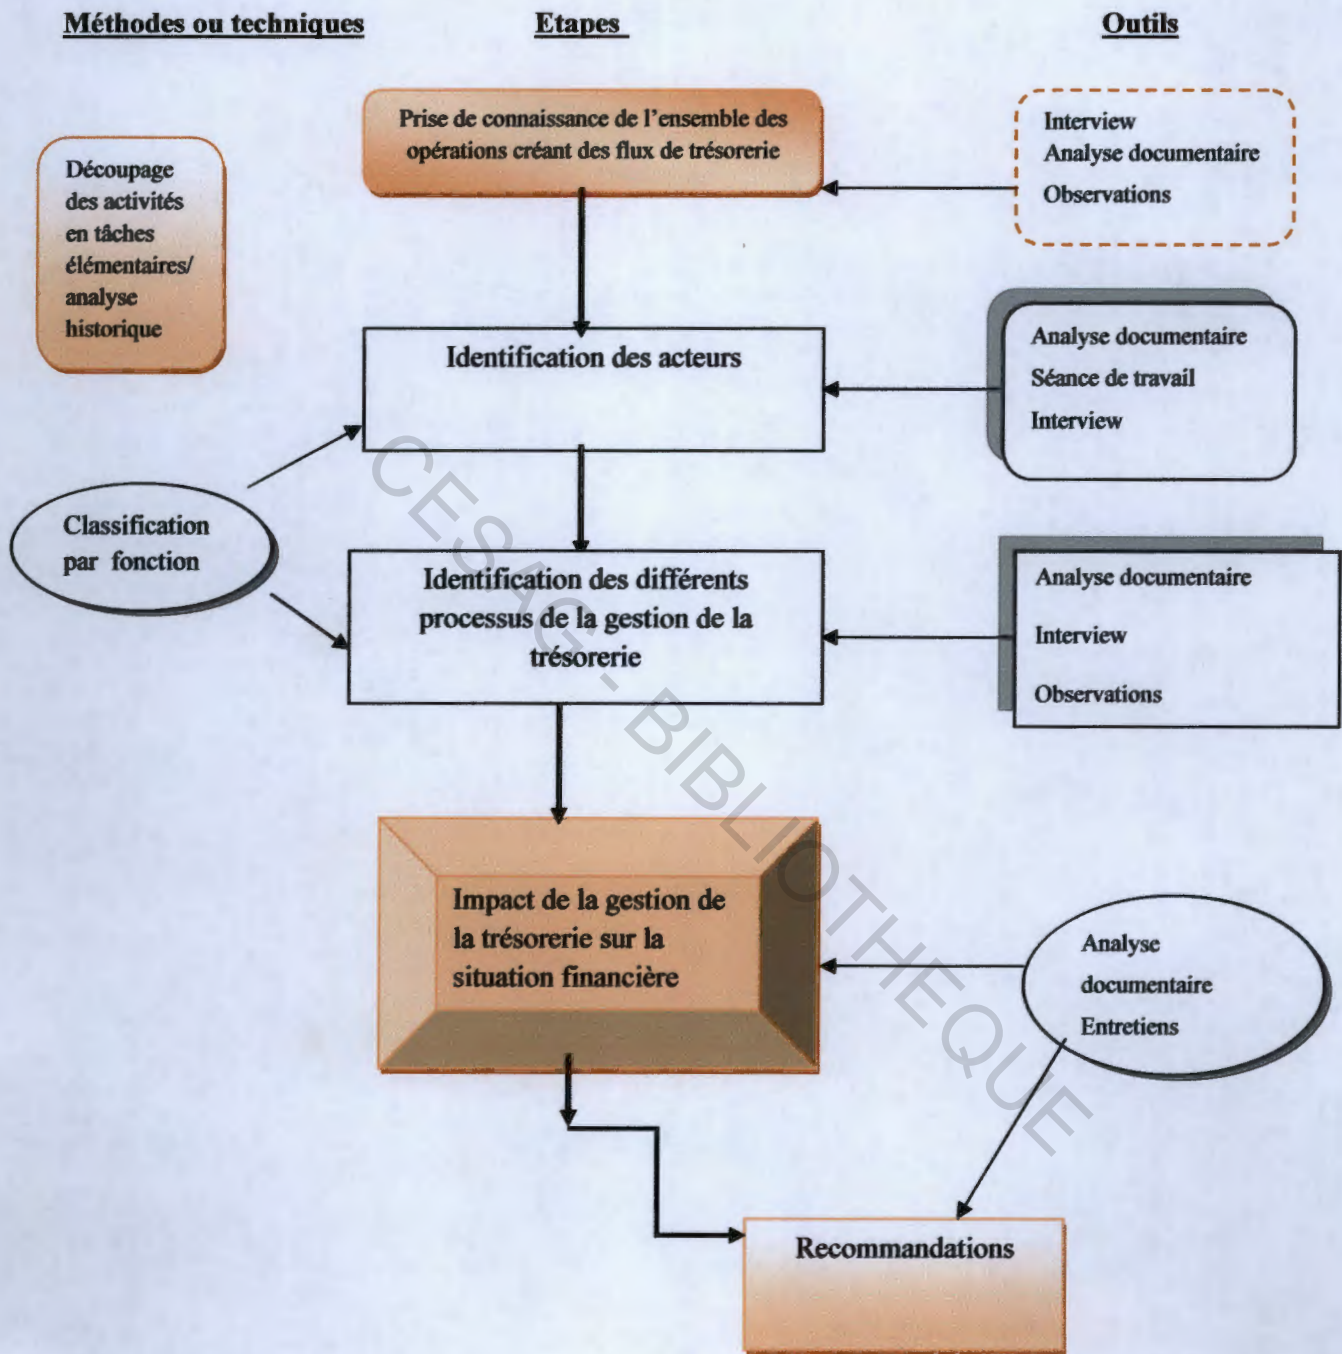 Méthodes ou techniques
Etapes
Outils
Prise de connaissance de l'ensemble des
opérations créant des flux de trésorerie
Interview
Analyse documentaire
Observations
Découpage
des activités
en tâches
élémentaires/
analyse
historique
Identification des acteurs
Analyse documentaire
Séance de travail
Interview
Classification
par fonction
Identification des différents
processus de la gestion de la
trésorerie
Analyse documentaire
Interview
Observations
Impact de la gestion de
la trésorerie sur la
situation financière
Analyse
documentaire
Entretiens
Recommandations
CESAG - BIBLIOTHEQUE